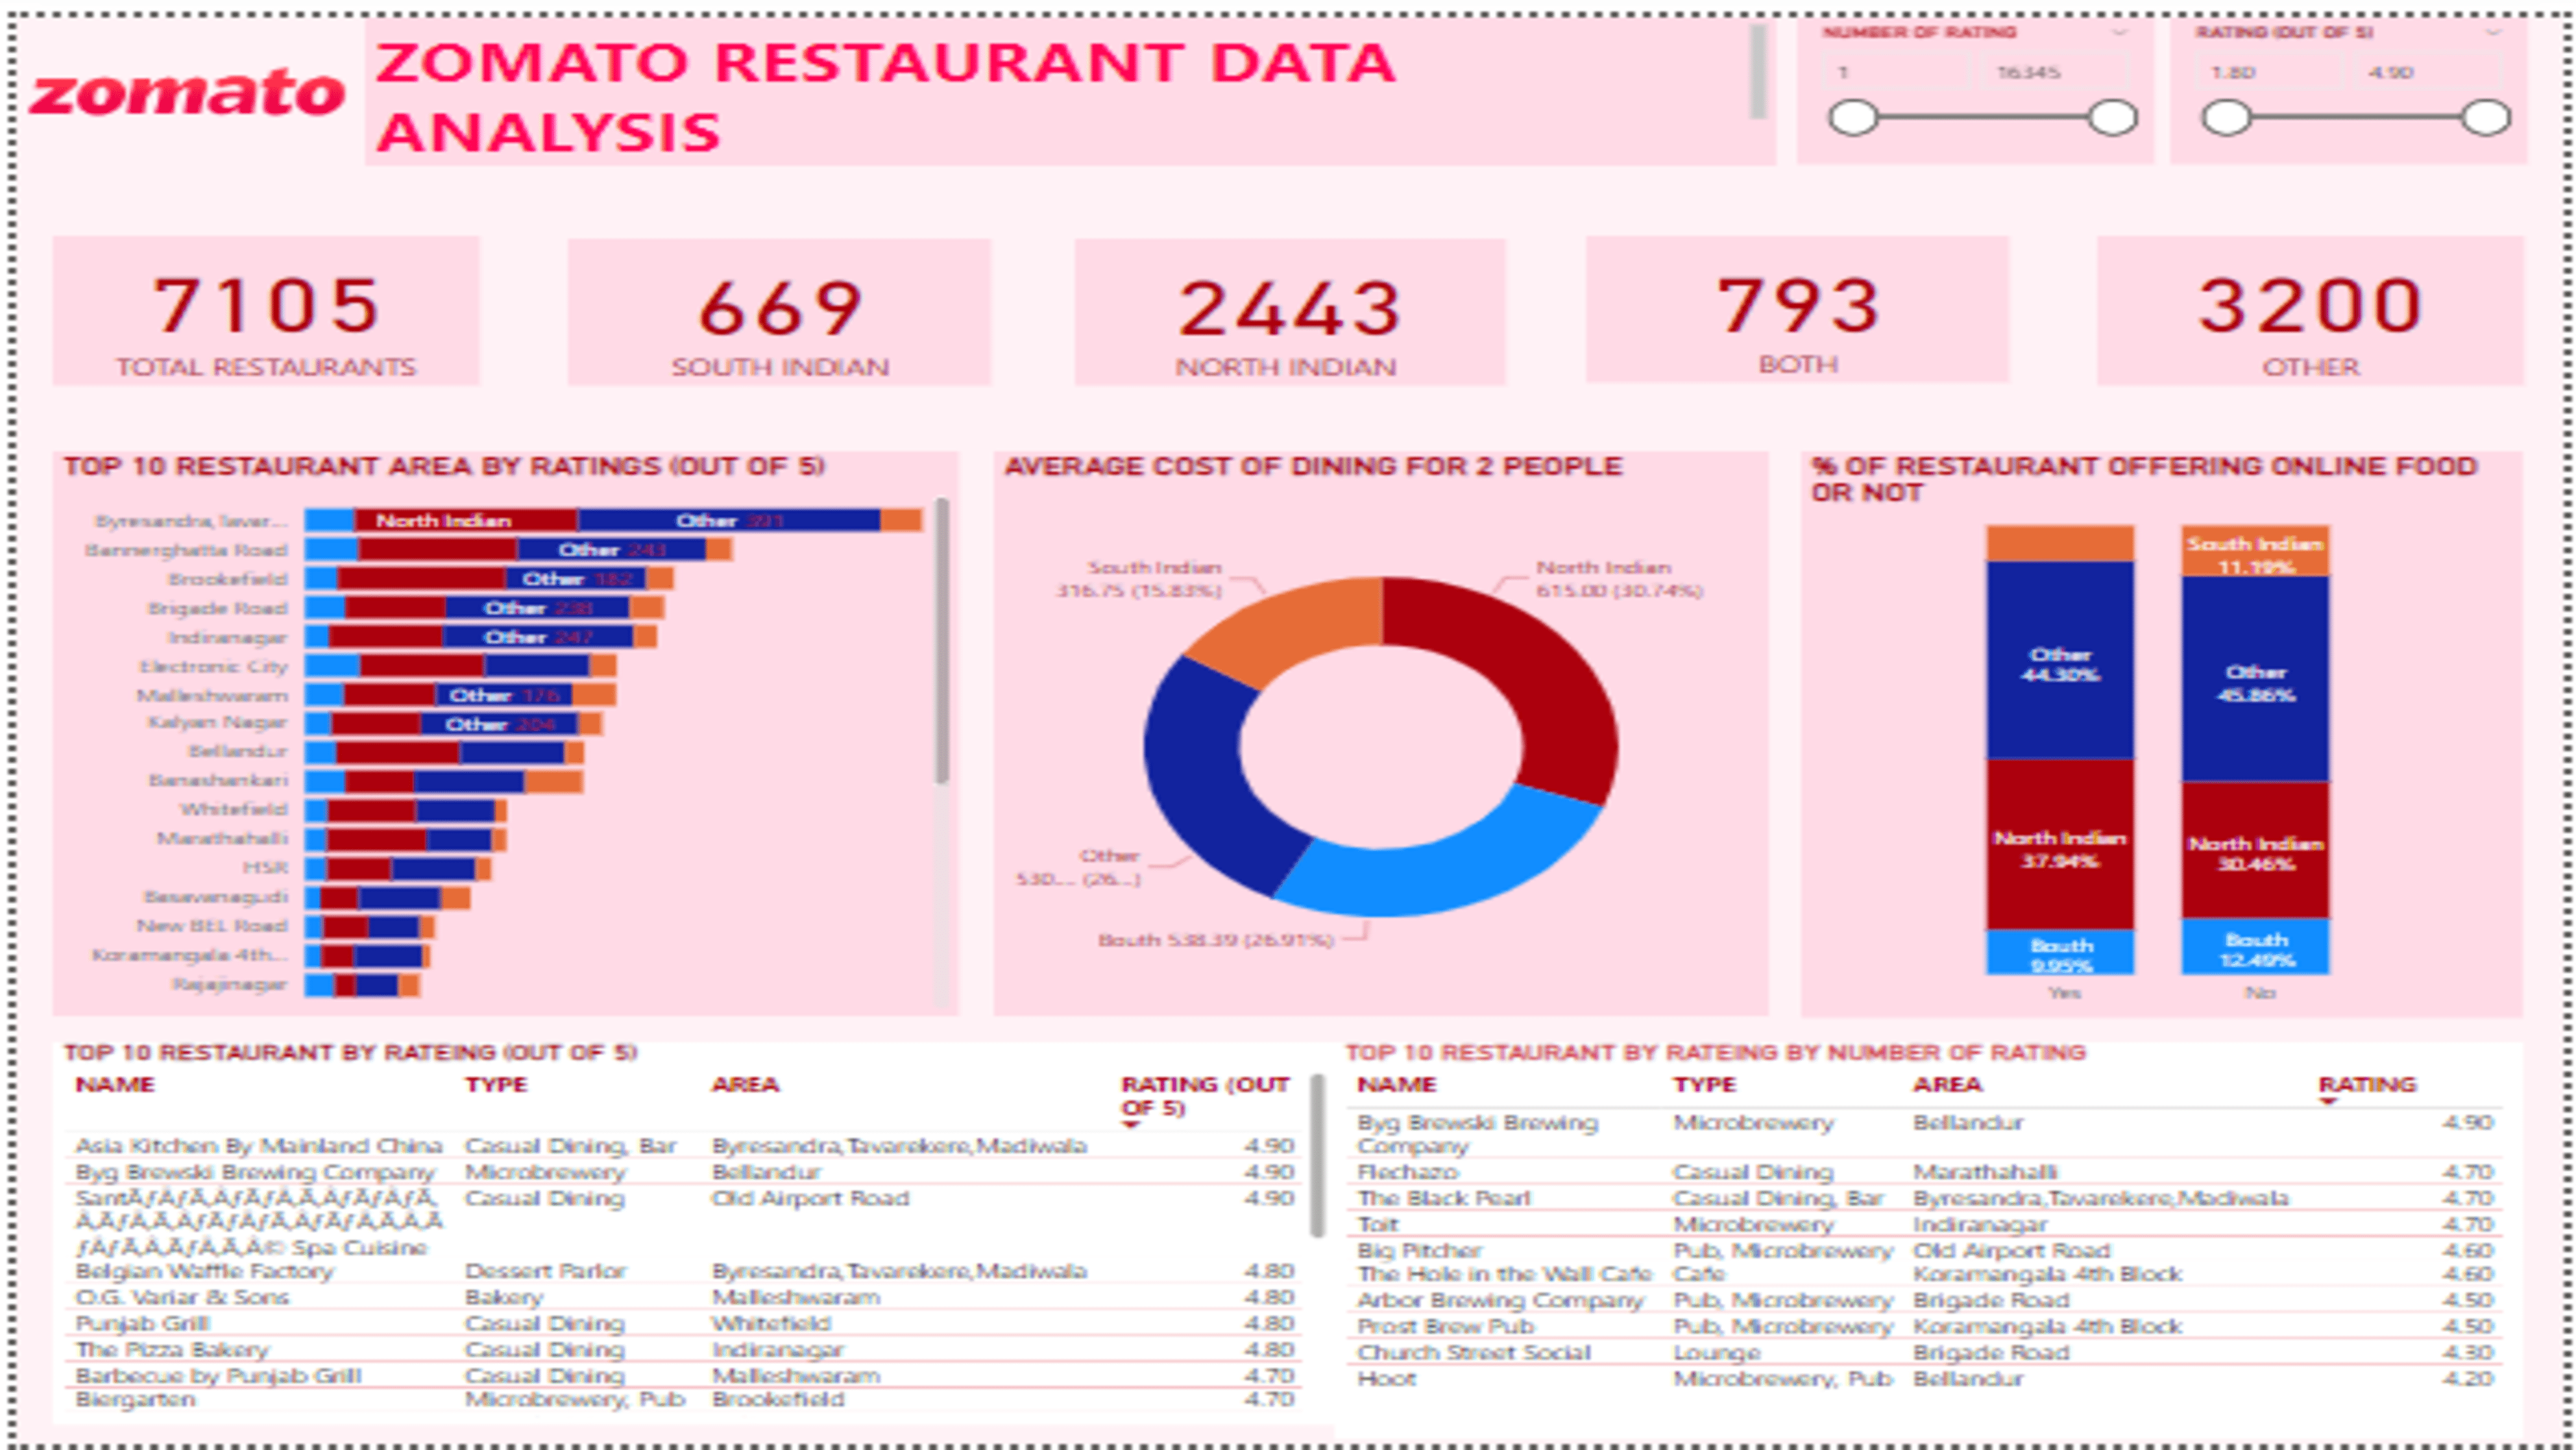 zomato
ZOMATO RESTAURANT DATA
ANALYSIS
NUMBER OF RATING
1 16345
RATING (OUT OF 5)
1.80 4.90
7105
TOTAL RESTAURANTS
669
SOUTH INDIAN
2443
NORTH INDIAN
793
BOTH
3200
OTHER
TOP 10 RESTAURANT AREA BY RATINGS (OUT OF 5)
Byresandra,Tavar... North Indian Other 391
Bannerghatta Road Other 243
Brookefield Other 182
Brigade Road Other 238
Indiranagar Other 247
Electronic City
Malleshwaram Other 176
Kalyan Nagar Other 204
Bellandur
Banashankari
Whitefield
Marathahalli
HSR
Basavanagudi
New BEL Road
Koramangala 4th...
Rajajinagar
AVERAGE COST OF DINING FOR 2 PEOPLE
South Indian
316.75 (15.83%)
North Indian
615.00 (30.74%)
Other
530.... (26...)
Bouth 538.39 (26.91%)
% OF RESTAURANT OFFERING ONLINE FOOD
OR NOT
Other
44.30%
North Indian
37.94%
Bouth
9.95%
Yes
South Indian
11.19%
Other
45.86%
North Indian
30.46%
Bouth
12.49%
No
TOP 10 RESTAURANT BY RATEING (OUT OF 5)
NAME TYPE AREA RATING (OUT
OF 5)
Asia Kitchen By Mainland China Casual Dining, Bar Byresandra,Tavarekere,Madiwala 4.90
Byg Brewski Brewing Company Microbrewery Bellandur 4.90
Casual Dining Old Airport Road 4.90
Spa Cuisine
Belgian Waffle Factory Dessert Parlor Byresandra,Tavarekere,Madiwala 4.80
O.G. Variar & Sons Bakery Malleshwaram 4.80
Punjab Grill Casual Dining Whitefield 4.80
The Pizza Bakery Casual Dining Indiranagar 4.80
Barbecue by Punjab Grill Casual Dining Malleshwaram 4.70
Biergarten Microbrewery, Pub Brookefield 4.70
TOP 10 RESTAURANT BY RATEING BY NUMBER OF RATING
NAME TYPE AREA RATING
Byg Brewski Brewing Microbrewery Bellandur 4.90
Company
Flechazo Casual Dining Marathahalli 4.70
The Black Pearl Casual Dining, Bar Byresandra,Tavarekere,Madiwala 4.70
Toit Microbrewery Indiranagar 4.70
Big Pitcher Pub, Microbrewery Old Airport Road 4.60
The Hole in the Wall Cafe Cafe Koramangala 4th Block 4.60
Arbor Brewing Company Pub, Microbrewery Brigade Road 4.50
Prost Brew Pub Pub, Microbrewery Koramangala 4th Block 4.50
Church Street Social Lounge Brigade Road 4.30
Hoot Microbrewery, Pub Bellandur 4.20